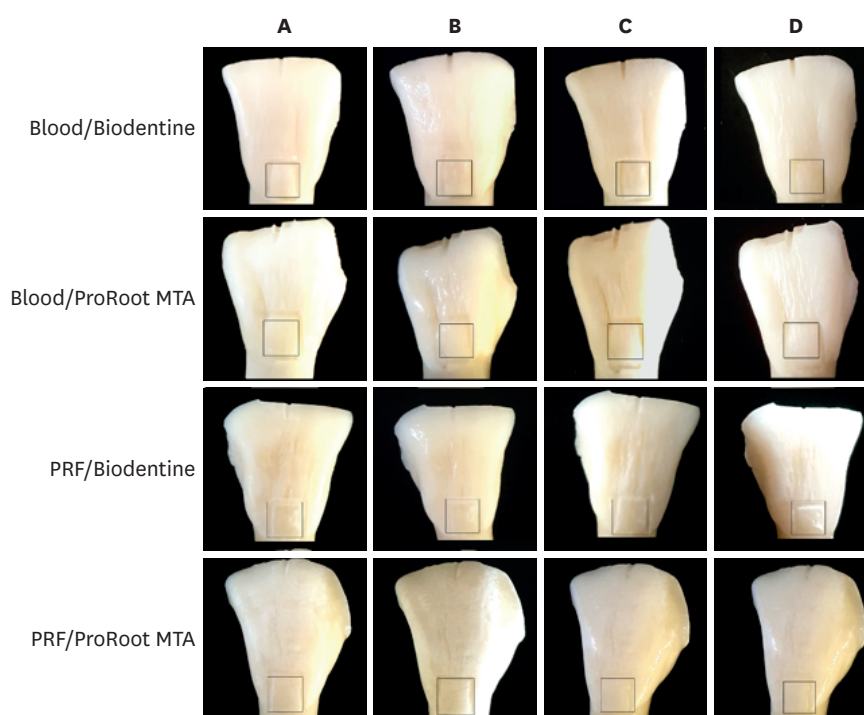 A B C D
Blood/Biodentine
Blood/ProRoot MTA
PRF/Biodentine
PRF/ProRoot MTA